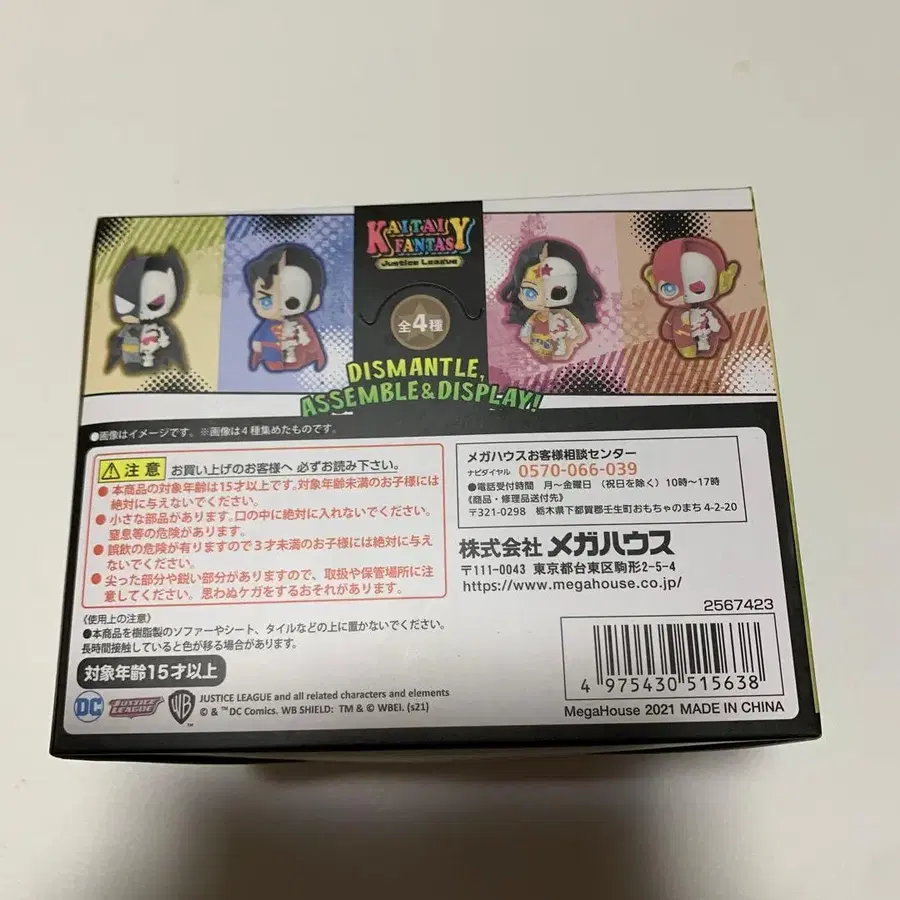 KAITAI FANTASY
Justice League
全4種
DISMANTLE,
ASSEMBLE&DISPLAY!
●画像はイメージです。※画像は4種集めたものです。
注意 お買い上げのお客様へ 必ずお読み下さい。
●本商品の対象年齢は15才以上です。対象年齢未満のお子様には
絶対に与えないでください。
●小さな部品があります。口の中に絶対に入れないでください。
窒息等の危険があります。
●誤飲の危険が有りますので3才未満のお子様には絶対に与え
ないでください。
●尖った部分や鋭い部分がありますので、取扱や保管場所に注
意してください。思わぬケガをするおそれがあります。
《使用上の注意》
●本商品を樹脂製のソファーやシート、タイルなどの上に置かないでください。
長時間接触していると色が移る場合があります。
対象年齢15才以上
DC
JUSTICE LEAGUE
WB
JUSTICE LEAGUE and all related characters and elements
© & ™ DC Comics. WB SHIELD: TM & © WBEI. (s21)
メガハウスお客様相談センター
ナビダイヤル 0570-066-039
●電話受付時間 月～金曜日 (祝日を除く) 10時～17時
《商品・修理品送付先》
〒321-0298 栃木県下都賀郡壬生町おもちゃのまち4-2-20
株式会社 メガハウス
〒111-0043 東京都台東区駒形2-5-4
https://www.megahouse.co.jp/
2567423
4 975430 515638
MegaHouse 2021 MADE IN CHINA